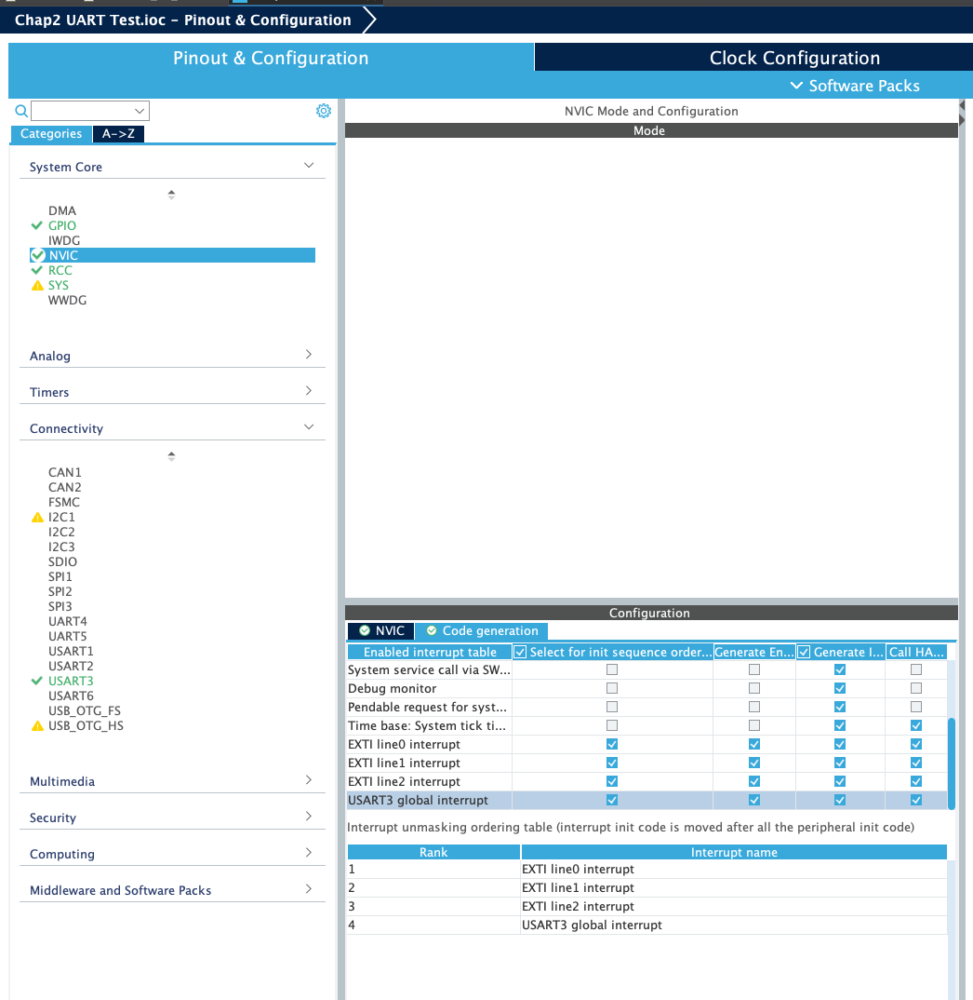 Chap2 UART Test.ioc – Pinout & Configuration
Pinout & Configuration
Clock Configuration
Software Packs
Categories
A->Z
System Core
DMA
GPIO
IWDG
NVIC
RCC
SYS
WWDG
Analog
Timers
Connectivity
CAN1
CAN2
FSMC
I2C1
I2C2
I2C3
SDIO
SPI1
SPI2
SPI3
UART4
UART5
USART1
USART2
USART3
USART6
USB_OTG_FS
USB_OTG_HS
Multimedia
Security
Computing
Middleware and Software Packs
NVIC Mode and Configuration
Mode
Configuration
NVIC
Code generation
Enabled interrupt table Select for init sequence order... Generate En... Generate I... Call HA...
System service call via SW...
Debug monitor
Pendable request for syst...
Time base: System tick ti...
EXTI line0 interrupt
EXTI line1 interrupt
EXTI line2 interrupt
USART3 global interrupt
Interrupt unmasking ordering table (interrupt init code is moved after all the peripheral init code)
Rank Interrupt name
1 EXTI line0 interrupt
2 EXTI line1 interrupt
3 EXTI line2 interrupt
4 USART3 global interrupt